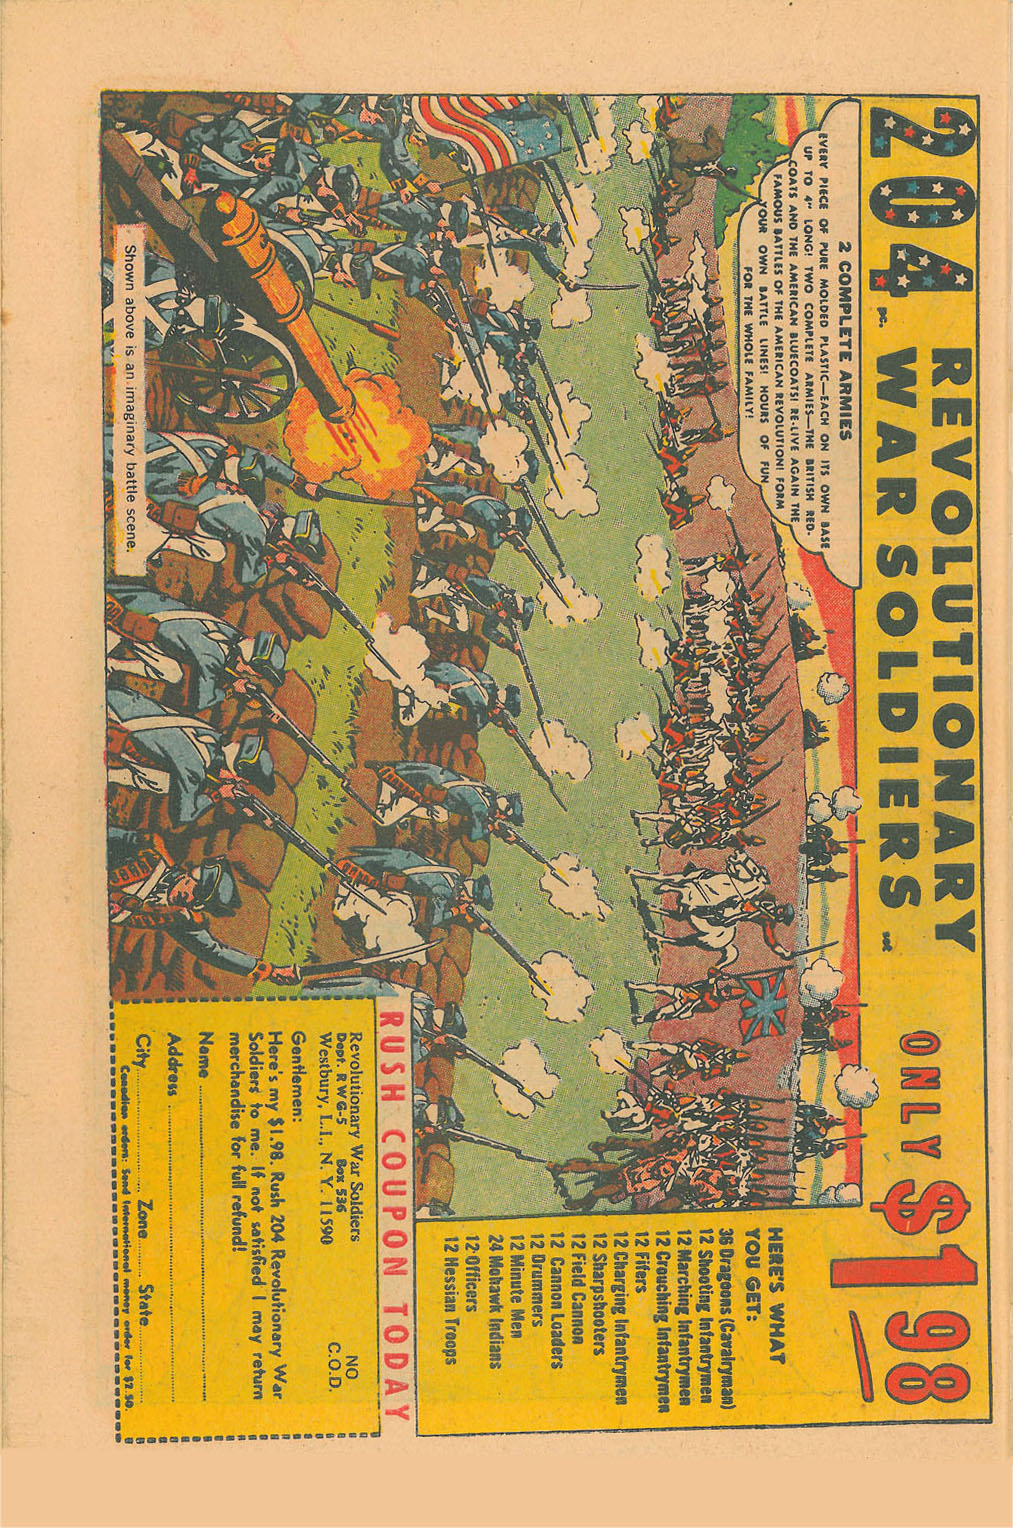 204 pc. REVOLUTIONARY
WAR SOLDIERS set
ONLY $1 98
2 COMPLETE ARMIES
EVERY PIECE OF PURE MOLDED PLASTIC—EACH ON ITS OWN BASE
UP TO 4" LONG! TWO COMPLETE ARMIES—THE BRITISH RED-
COATS AND THE AMERICAN BLUECOATS! RE-LIVE AGAIN THE
FAMOUS BATTLES OF THE AMERICAN REVOLUTION! FORM
YOUR OWN BATTLE LINES! HOURS OF FUN
FOR THE WHOLE FAMILY!
Shown above is an imaginary battle scene.
HERE'S WHAT
YOU GET:
36 Dragoons (Cavalryman)
12 Shooting Infantrymen
12 Marching Infantrymen
12 Crouching Infantrymen
12 Fifers
12 Charging Infantrymen
12 Sharpshooters
12 Field Cannon
12 Cannon Loaders
12 Drummers
12 Minute Men
24 Mohawk Indians
12 Officers
12 Hessian Troops
RUSH COUPON TODAY
Revolutionary War Soldiers
Dept. RWG-5 Box 536
Westbury, L.I., N.Y. 11590
NO
C.O.D.
Gentlemen:
Here's my $1.98. Rush 204 Revolutionary War
Soldiers to me. If not satisfied I may return
merchandise for full refund!
Name
Address
City Zone State
Canadian orders: Send International money order for $2.50.